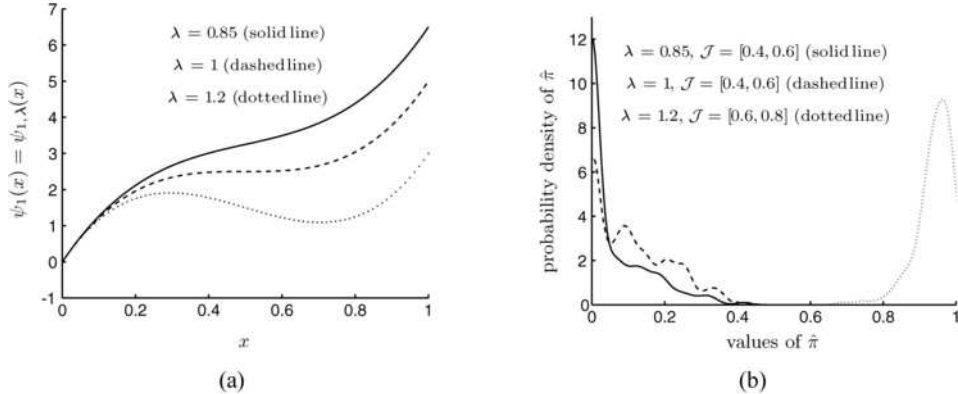 7
6
5
4
3
2
1
0
-1
λ = 0.85 (solid line)
λ = 1 (dashed line)
λ = 1.2 (dotted line)
ψ₁(x) = ψ₁,λ(x)
0 0.2 0.4 0.6 0.8 1
x
(a)
12
10
8
6
4
2
0
λ = 0.85, 𝒥 = [0.4, 0.6] (solid line)
λ = 1, 𝒥 = [0.4, 0.6] (dashed line)
λ = 1.2, 𝒥 = [0.6, 0.8] (dotted line)
probability density of π̂
0 0.2 0.4 0.6 0.8 1
values of π̂
(b)